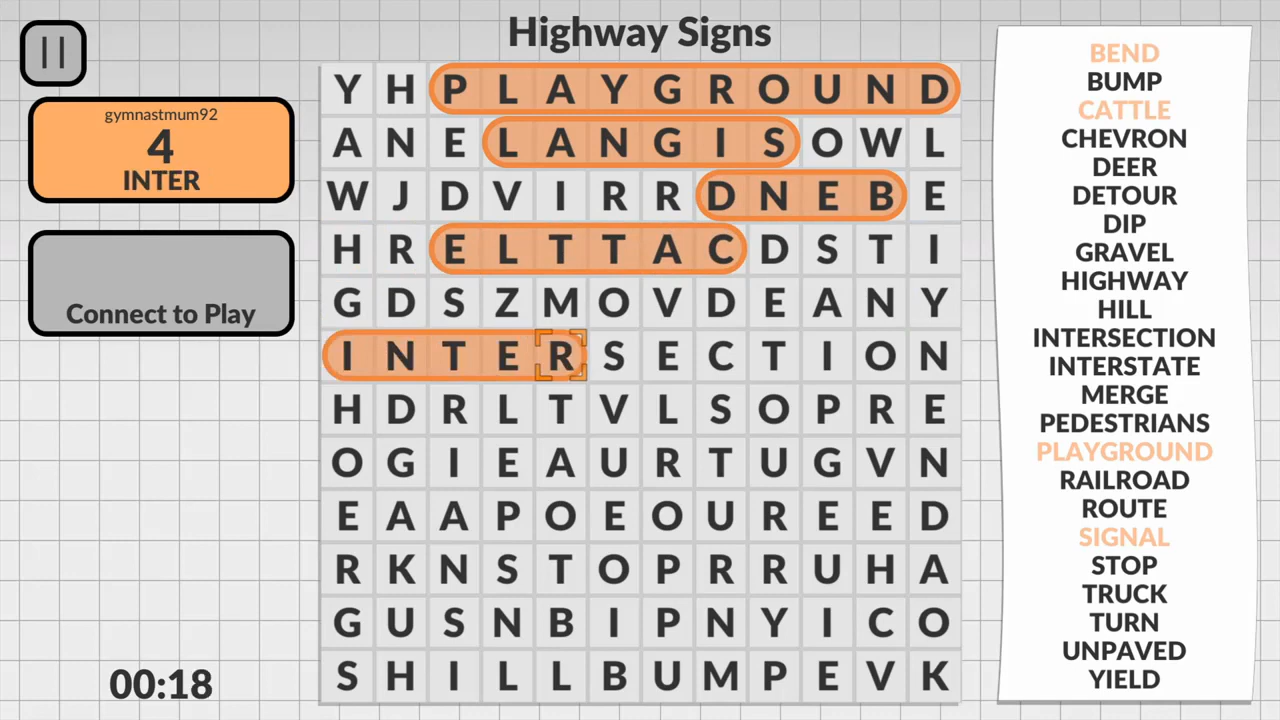 Highway Signs
gymnastmum92
4
INTER
Connect to Play
00:18
Y H P L A Y G R O U N D
A N E L A N G I S O W L
W J D V I R R D N E B E
H R E L T T A C D S T I
G D S Z M O V D E A N Y
I N T E R S E C T I O N
H D R L T V L S O P R E
O G I E A U R T U G V N
E A A P O E O U R E E D
R K N S T O P R R U H A
G U S N B I P N Y I C O
S H I L L B U M P E V K
BEND
BUMP
CATTLE
CHEVRON
DEER
DETOUR
DIP
GRAVEL
HIGHWAY
HILL
INTERSECTION
INTERSTATE
MERGE
PEDESTRIANS
PLAYGROUND
RAILROAD
ROUTE
SIGNAL
STOP
TRUCK
TURN
UNPAVED
YIELD